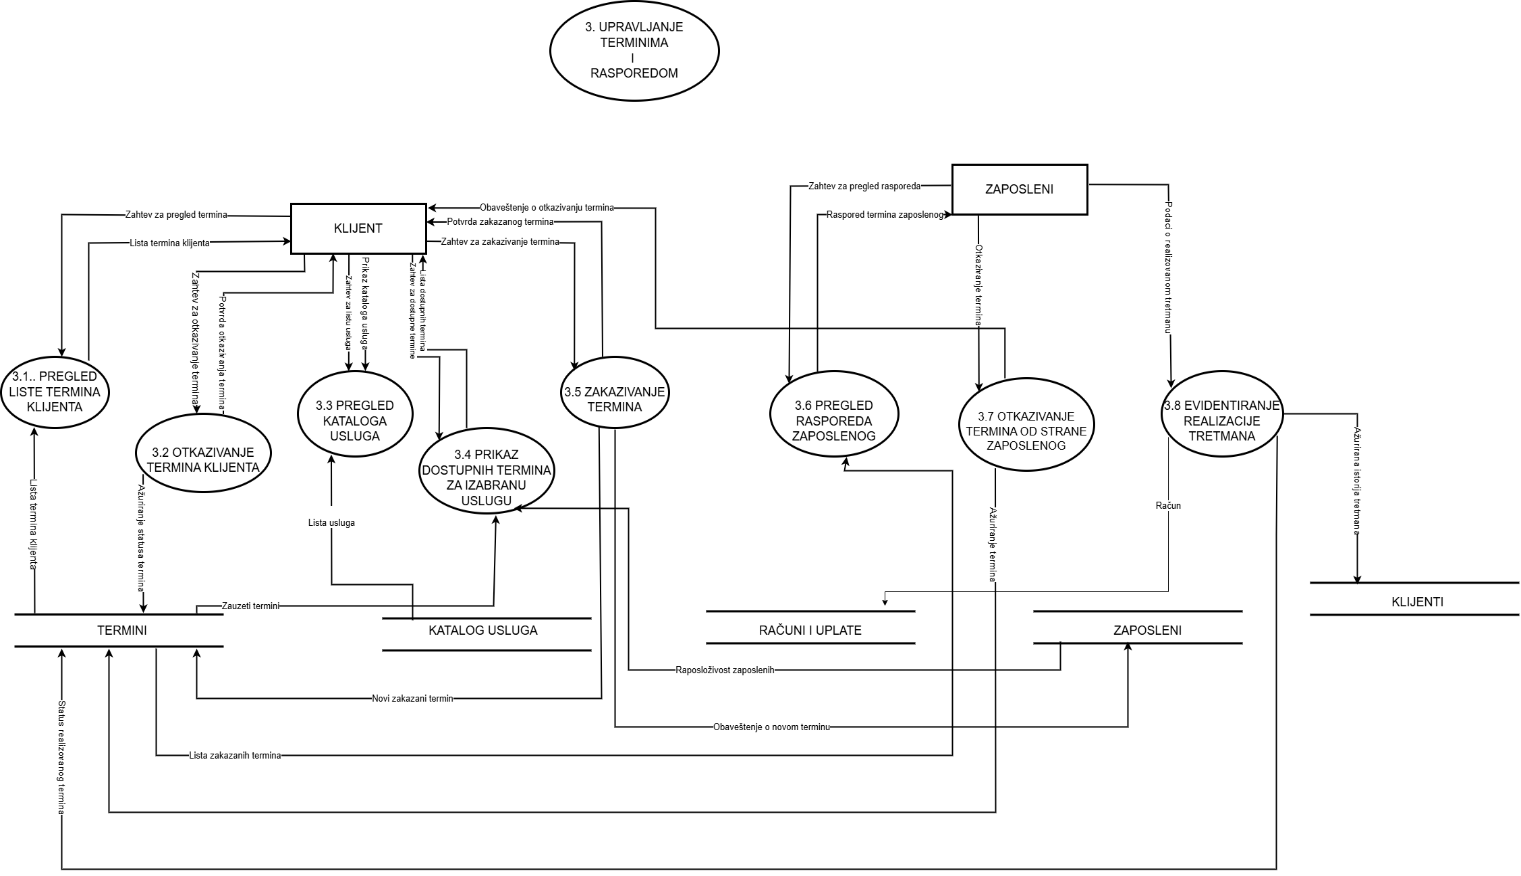 3. UPRAVLJANJE
TERMINIMA
I
RASPOREDOM
ZAPOSLENI
Zahtev za pregled rasporeda
Raspored termina zaposlenog
Otkaziranje termina
Podaci o realizovanom tretmanu
KLIJENT
Obaveštenje o otkazivanju termina
Potvrda zakazanog termina
Zahtev za zakazivanje termina
Zahtev za pregled termina
Lista termina klijenta
Zahtev za otkazivanje termina
Potvrda otkaziranja termina
Zahtev za listu usluga
Prikaz kataloga usluga
Zahtev za dostupne termine
Lista dostupnih termina
3.1.. PREGLED
LISTE TERMINA
KLIJENTA
3.2 OTKAZIVANJE
TERMINA KLIJENTA
3.3 PREGLED
KATALOGA
USLUGA
3.4 PRIKAZ
DOSTUPNIH TERMINA
ZA IZABRANU
USLUGU
3.5 ZAKAZIVANJE
TERMINA
3.6 PREGLED
RASPOREDA
ZAPOSLENOG
3.7 OTKAZIVANJE
TERMINA OD STRANE
ZAPOSLENOG
3.8 EVIDENTIRANJE
REALIZACIJE
TRETMANA
Lista termina klijenta
Ažuriranje statusa termina
Lista usluga
Ažuriranje termina
Račun
Ažurirana istorija tretmana
Zauzeti termini
TERMINI
KATALOG USLUGA
RAČUNI I UPLATE
ZAPOSLENI
KLIJENTI
Raposloživost zaposlenih
Novi zakazani termin
Obaveštenje o novom terminu
Lista zakazanih termina
Status realizovanog termina